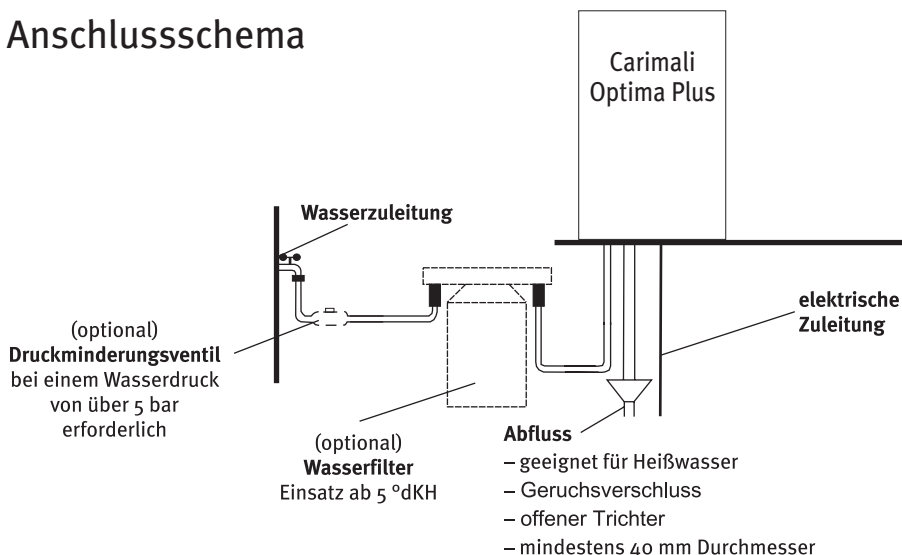 Anschlussschema
Carimali
Optima Plus
Wasserzuleitung
elektrische
Zuleitung
(optional)
Druckminderungsventil
bei einem Wasserdruck
von über 5 bar
erforderlich
(optional)
Wasserfilter
Einsatz ab 5 °dKH
Abfluss
– geeignet für Heißwasser
– Geruchsverschluss
– offener Trichter
– mindestens 40 mm Durchmesser